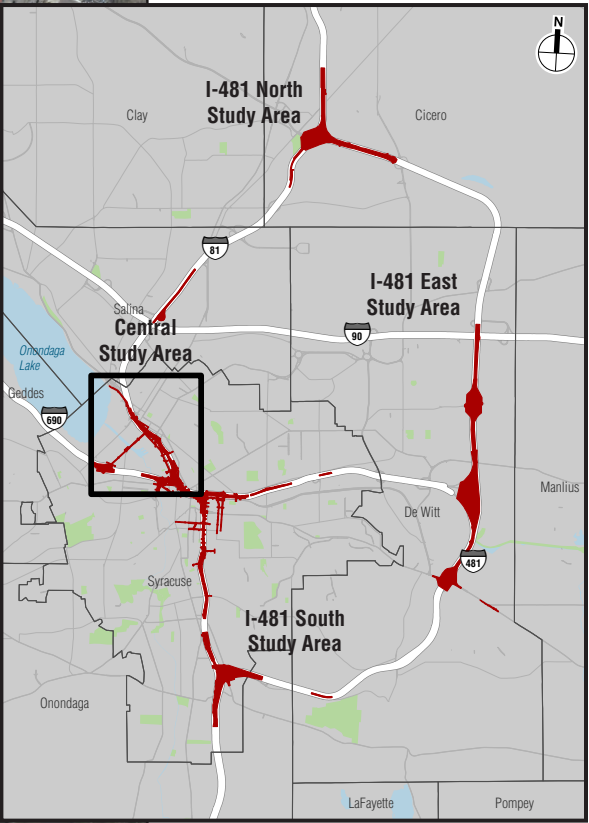 N
I-481 North
Study Area
Clay
Cicero
81
I-481 East
Study Area
Salina
Central
Study Area
90
Onondaga
Lake
Geddes
690
Manlius
De Witt
481
Syracuse
I-481 South
Study Area
Onondaga
LaFayette
Pompey